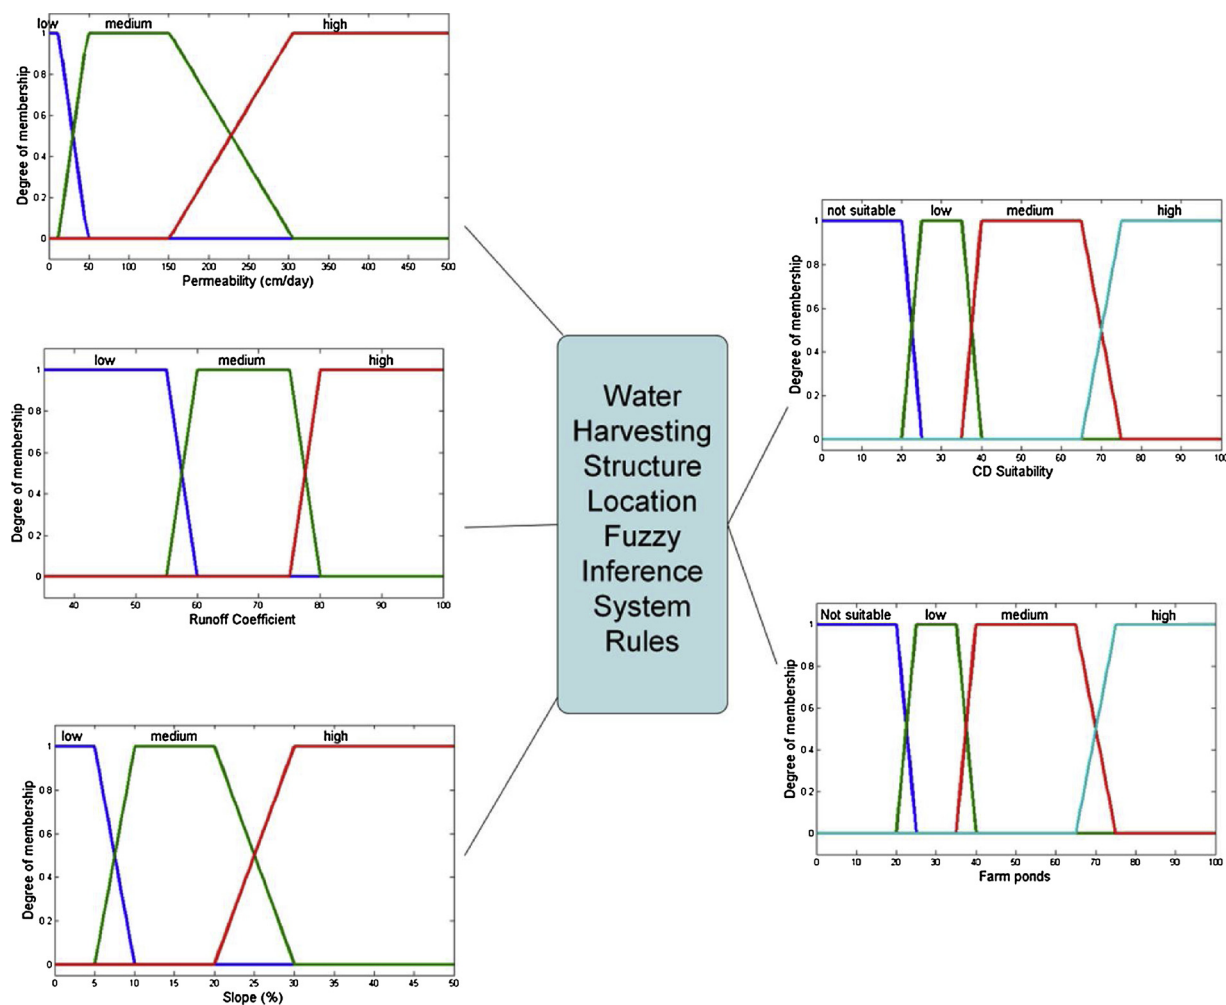 low medium high
Degree of membership
1
0.8
0.6
0.4
0.2
0
0 50 100 150 200 250 300 350 400 450 500
Permeability (cm/day)
low medium high
Degree of membership
1
0.8
0.6
0.4
0.2
0
40 50 60 70 80 90 100
Runoff Coefficient
low medium high
Degree of membership
1
0.8
0.6
0.4
0.2
0
0 5 10 15 20 25 30 35 40 45 50
Slope (%)
Water
Harvesting
Structure
Location
Fuzzy
Inference
System
Rules
not suitable low medium high
Degree of membership
1
0.8
0.6
0.4
0.2
0
0 10 20 30 40 50 60 70 80 90 100
CD Suitability
Not suitable low medium high
Degree of membership
1
0.8
0.6
0.4
0.2
0
0 10 20 30 40 50 60 70 80 90 100
Farm ponds